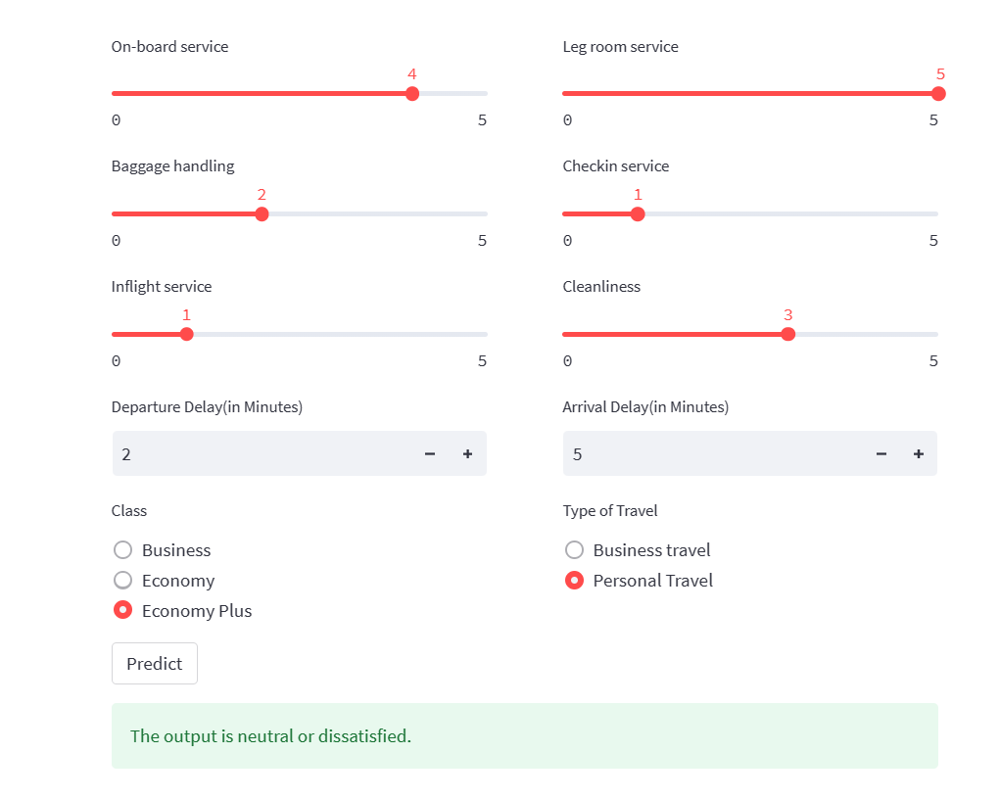 On-board service
Leg room service
4
5
0 5
0 5
Baggage handling
Checkin service
2
1
0 5
0 5
Inflight service
Cleanliness
1
3
0 5
0 5
Departure Delay(in Minutes)
Arrival Delay(in Minutes)
2 − +
5 − +
Class
Type of Travel
Business
Business travel
Economy
Personal Travel
Economy Plus
Predict
The output is neutral or dissatisfied.